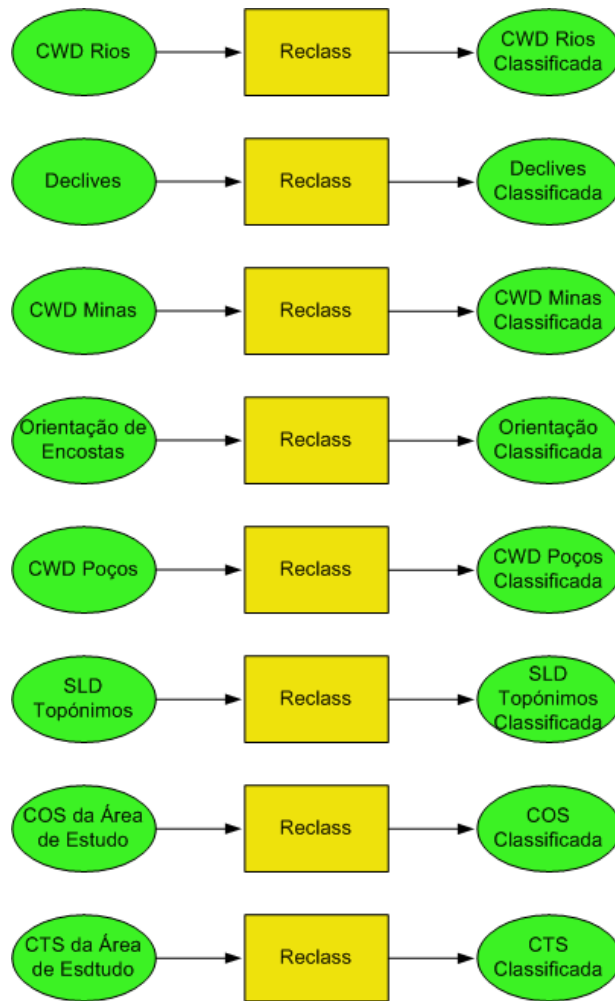 CWD Rios
Reclass
CWD Rios
Classificada
Declives
Reclass
Declives
Classificada
CWD Minas
Reclass
CWD Minas
Classificada
Orientação de
Encostas
Reclass
Orientação
Classificada
CWD Poços
Reclass
CWD Poços
Classificada
SLD
Topónimos
Reclass
SLD
Topónimos
Classificada
COS da Área
de Estudo
Reclass
COS
Classificada
CTS da Área
de Esdtudo
Reclass
CTS
Classificada